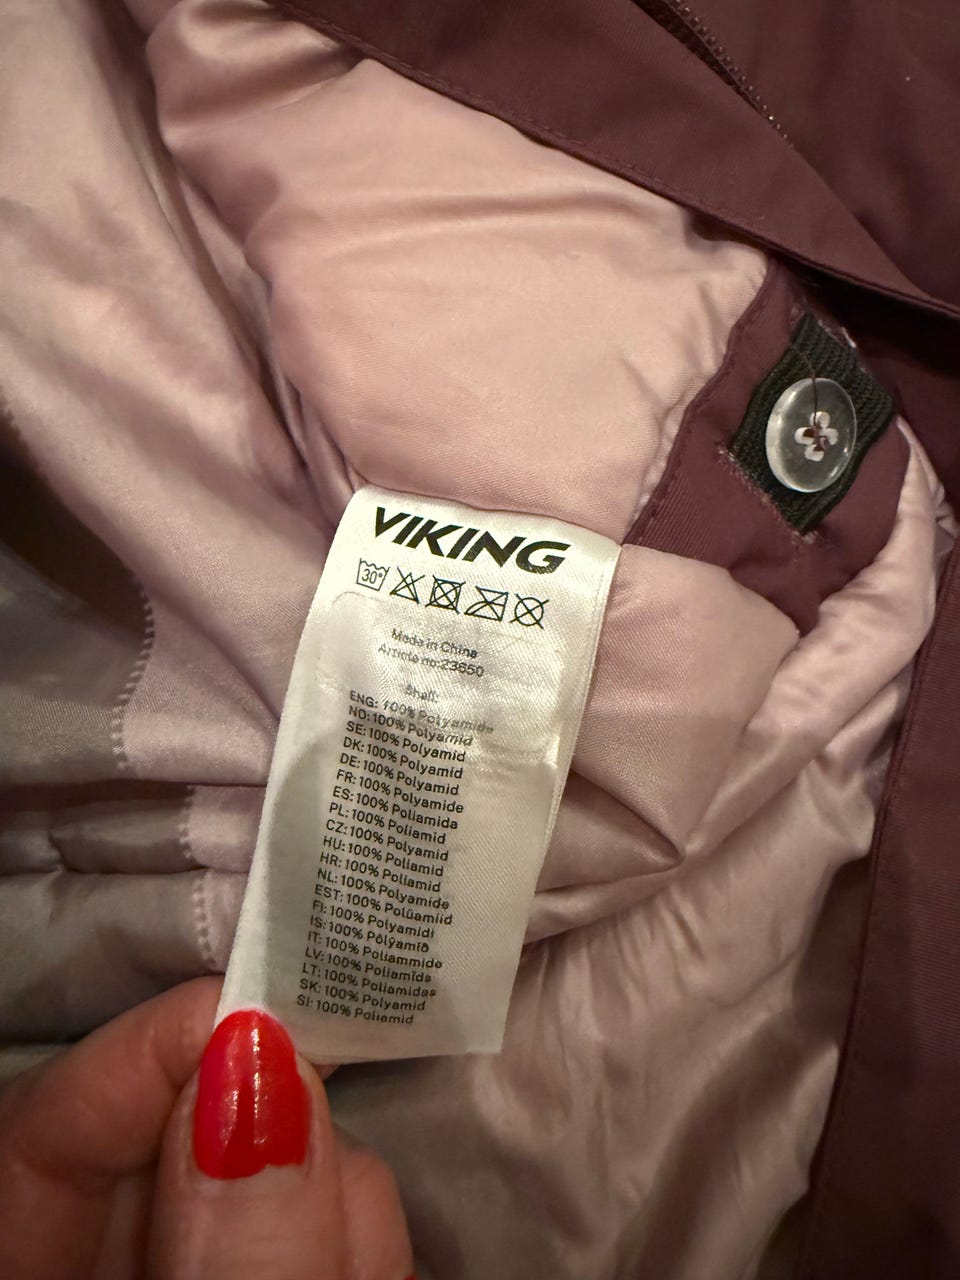 VIKING
30°
Made in China
Article no:23650
Shell:
ENG: 100% Polyamide
NO: 100% Polyamid
SE: 100% Polyamid
DK: 100% Polyamid
DE: 100% Polyamid
FR: 100% Polyamide
ES: 100% Poliamida
PL: 100% Poliamid
CZ: 100% Polyamid
HU: 100% Poliamid
HR: 100% Poliamid
NL: 100% Polyamide
EST: 100% Polüamiid
FI: 100% Polyamidi
IS: 100% Pólýamíð
IT: 100% Poliammide
LV: 100% Poliamīds
LT: 100% Poliamidas
SK: 100% Polyamid
SI: 100% Poliamid